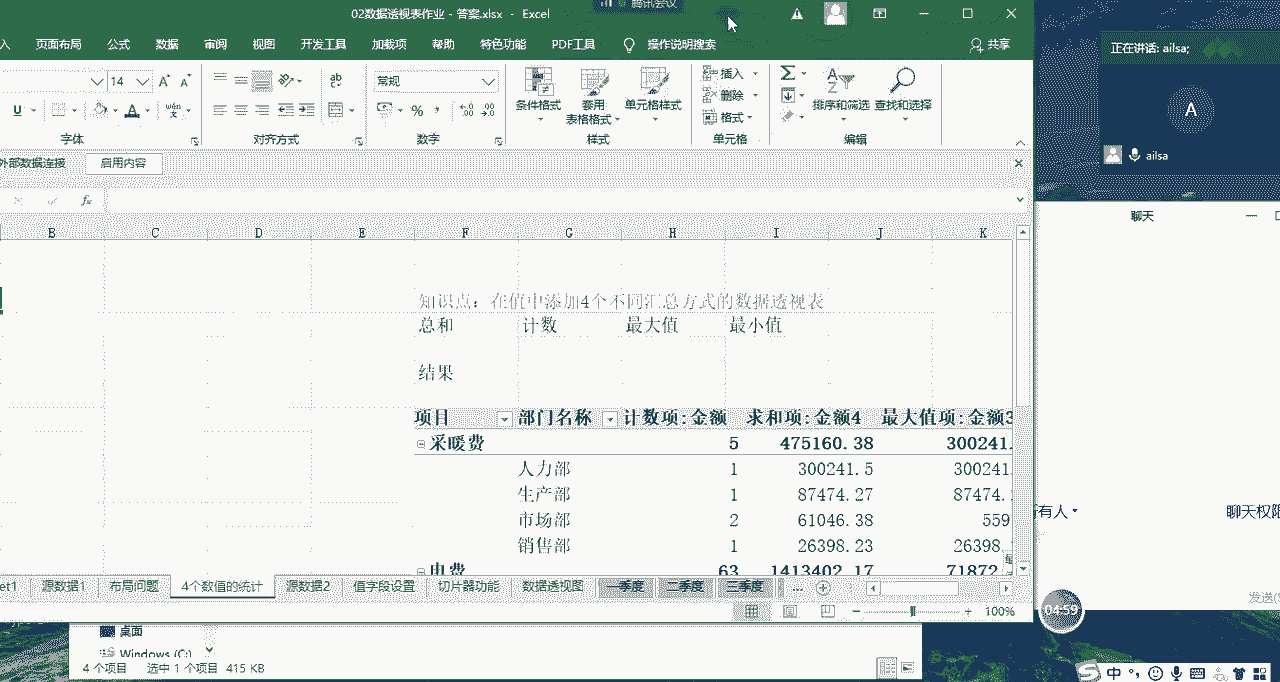 02数据透视表作业 - 答案.xlsx - Excel
腾讯会议
入 页面布局 公式 数据 审阅 视图 开发工具 加载项 帮助 特色功能 PDF工具 操作说明搜索 共享
14 A A 常规
插入
删除
格式
条件格式 套用 表格格式 单元格样式
排序和筛选 查找和选择
U A wén 文 % ,
字体 对齐方式 数字 样式 单元格 编辑
外部数据连接 启用内容
fx
B C D E F G H I J K
知识点：在值中添加4个不同汇总方式的数据透视表
总和 计数 最大值 最小值
结果
项目 部门名称 计数项:金额 求和项:金额4 最大值项:金额3
采暖费 5 475160.38 300241.
人力部 1 300241.5 300241.
生产部 1 87474.27 87474.
市场部 2 61046.38 559
销售部 1 26398.23 26398.
电费 63 1413402.17 71872.
et1 源数据1 布局问题 4个数值的统计 源数据2 值字段设置 切片器功能 数据透视图 一季度 二季度 三季度 ...
100%
桌面
Windows (C:)
4 个项目 选中 1 个项目 415 KB
正在讲话: ailsa;
A
ailsa
聊天
有人
聊天权限
发送(S
04:59
S 中